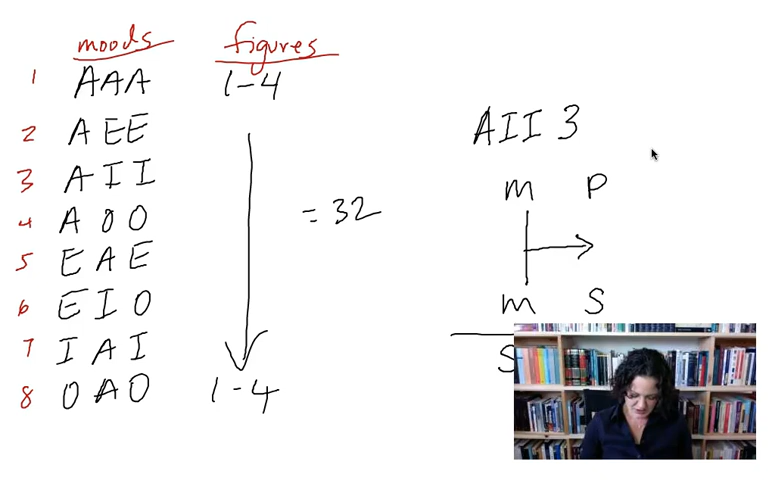 moods figures
1 AAA 1-4
2 AEE
3 AII
4 AOO
5 EAE
6 EIO
7 IAI
8 OAO 1-4
= 32
AII 3
M P
M S
S